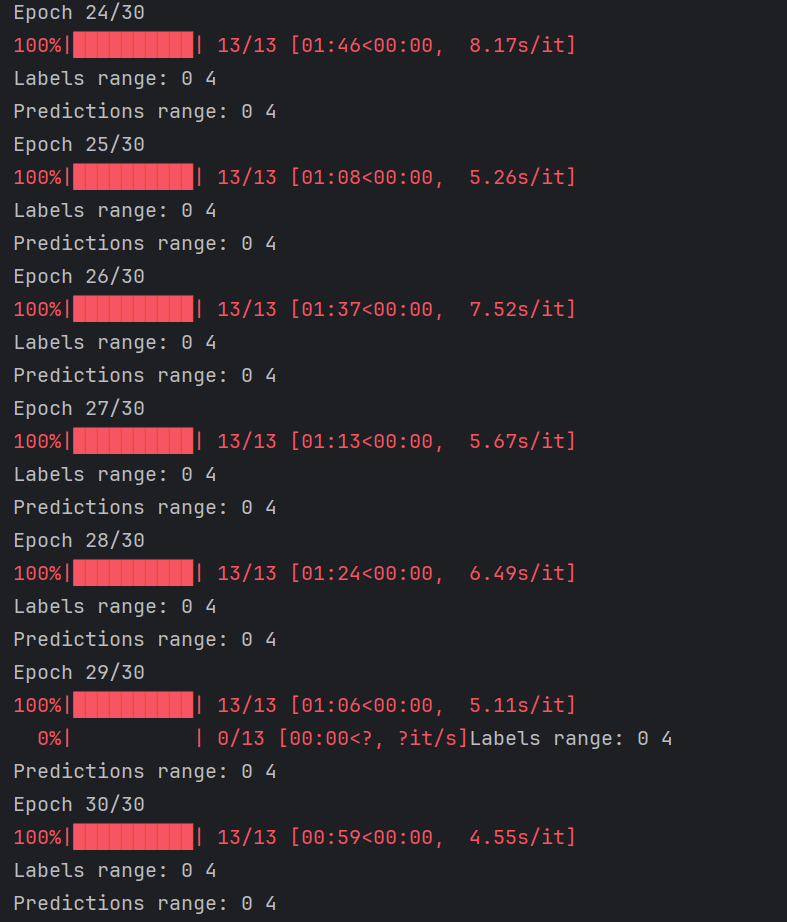 Epoch 24/30
100%|██████████| 13/13 [01:46<00:00,  8.17s/it]
Labels range: 0 4
Predictions range: 0 4
Epoch 25/30
100%|██████████| 13/13 [01:08<00:00,  5.26s/it]
Labels range: 0 4
Predictions range: 0 4
Epoch 26/30
100%|██████████| 13/13 [01:37<00:00,  7.52s/it]
Labels range: 0 4
Predictions range: 0 4
Epoch 27/30
100%|██████████| 13/13 [01:13<00:00,  5.67s/it]
Labels range: 0 4
Predictions range: 0 4
Epoch 28/30
100%|██████████| 13/13 [01:24<00:00,  6.49s/it]
Labels range: 0 4
Predictions range: 0 4
Epoch 29/30
100%|██████████| 13/13 [01:06<00:00,  5.11s/it]
  0%|          | 0/13 [00:00<?, ?it/s]Labels range: 0 4
Predictions range: 0 4
Epoch 30/30
100%|██████████| 13/13 [00:59<00:00,  4.55s/it]
Labels range: 0 4
Predictions range: 0 4